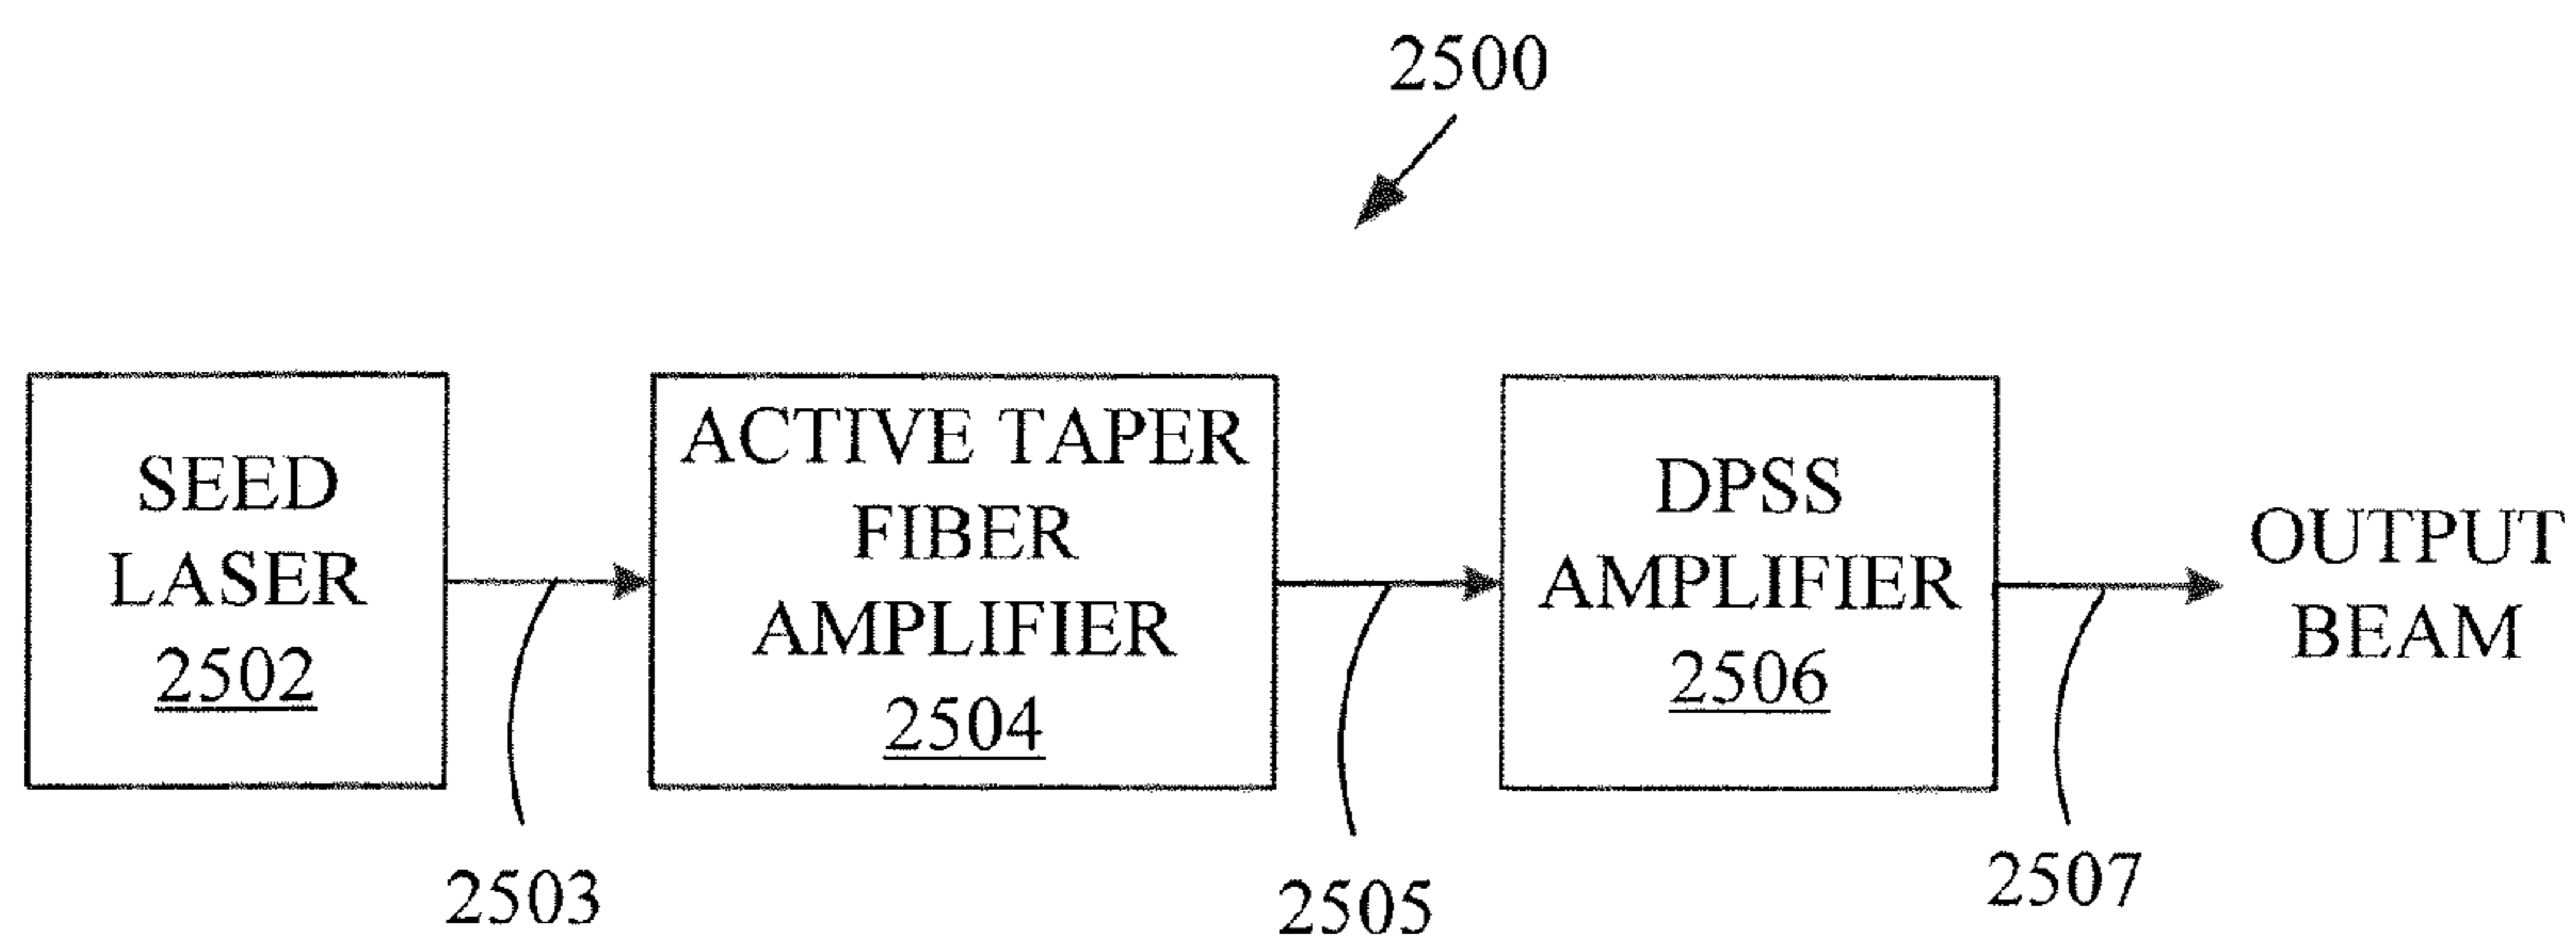 2500
SEED
LASER
2502
ACTIVE TAPER
FIBER
AMPLIFIER
2504
DPSS
AMPLIFIER
2506
OUTPUT
BEAM
2503
2505
2507